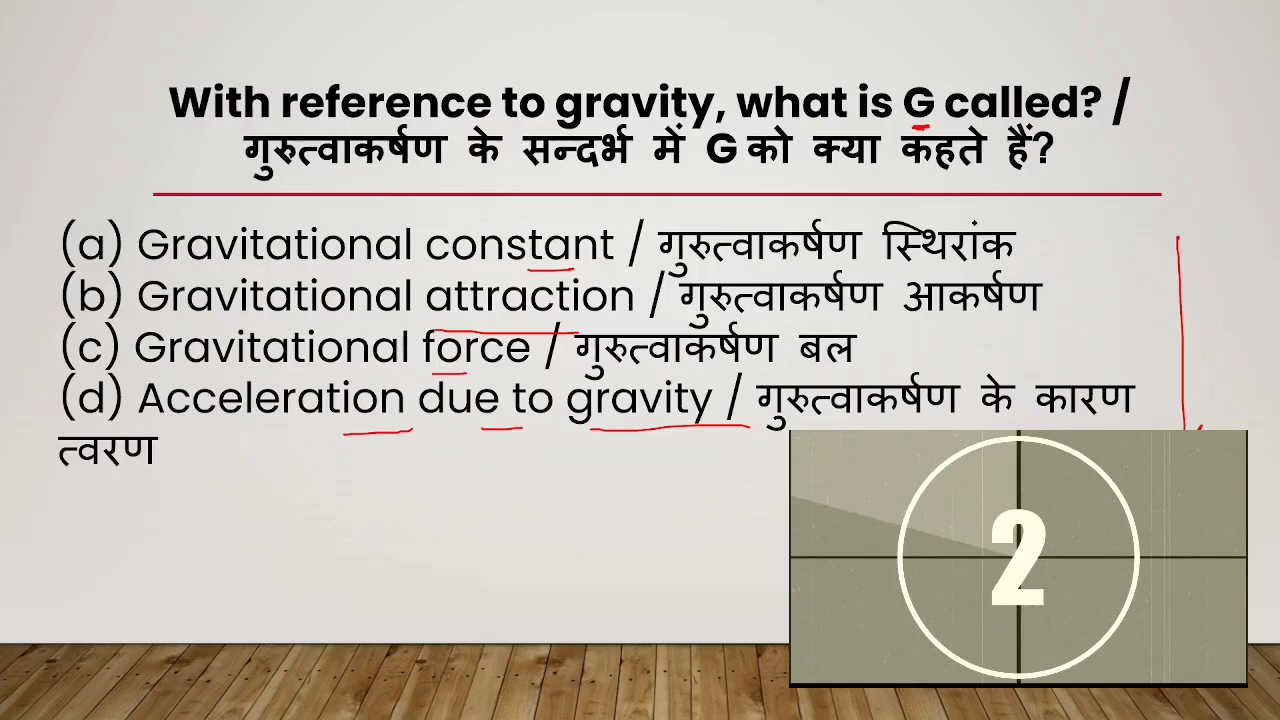 With reference to gravity, what is G called? /
गुरुत्वाकर्षण के सन्दर्भ में G को क्या कहते हैं?
(a) Gravitational constant / गुरुत्वाकर्षण स्थिरांक
(b) Gravitational attraction / गुरुत्वाकर्षण आकर्षण
(c) Gravitational force / गुरुत्वाकर्षण बल
(d) Acceleration due to gravity / गुरुत्वाकर्षण के कारण
त्वरण
2